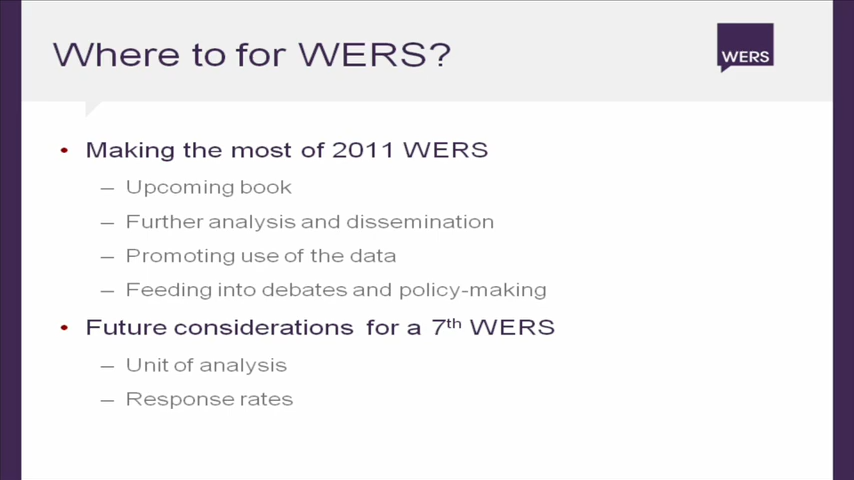 Where to for WERS?
WERS
• Making the most of 2011 WERS
– Upcoming book
– Further analysis and dissemination
– Promoting use of the data
– Feeding into debates and policy-making
• Future considerations for a 7th WERS
– Unit of analysis
– Response rates